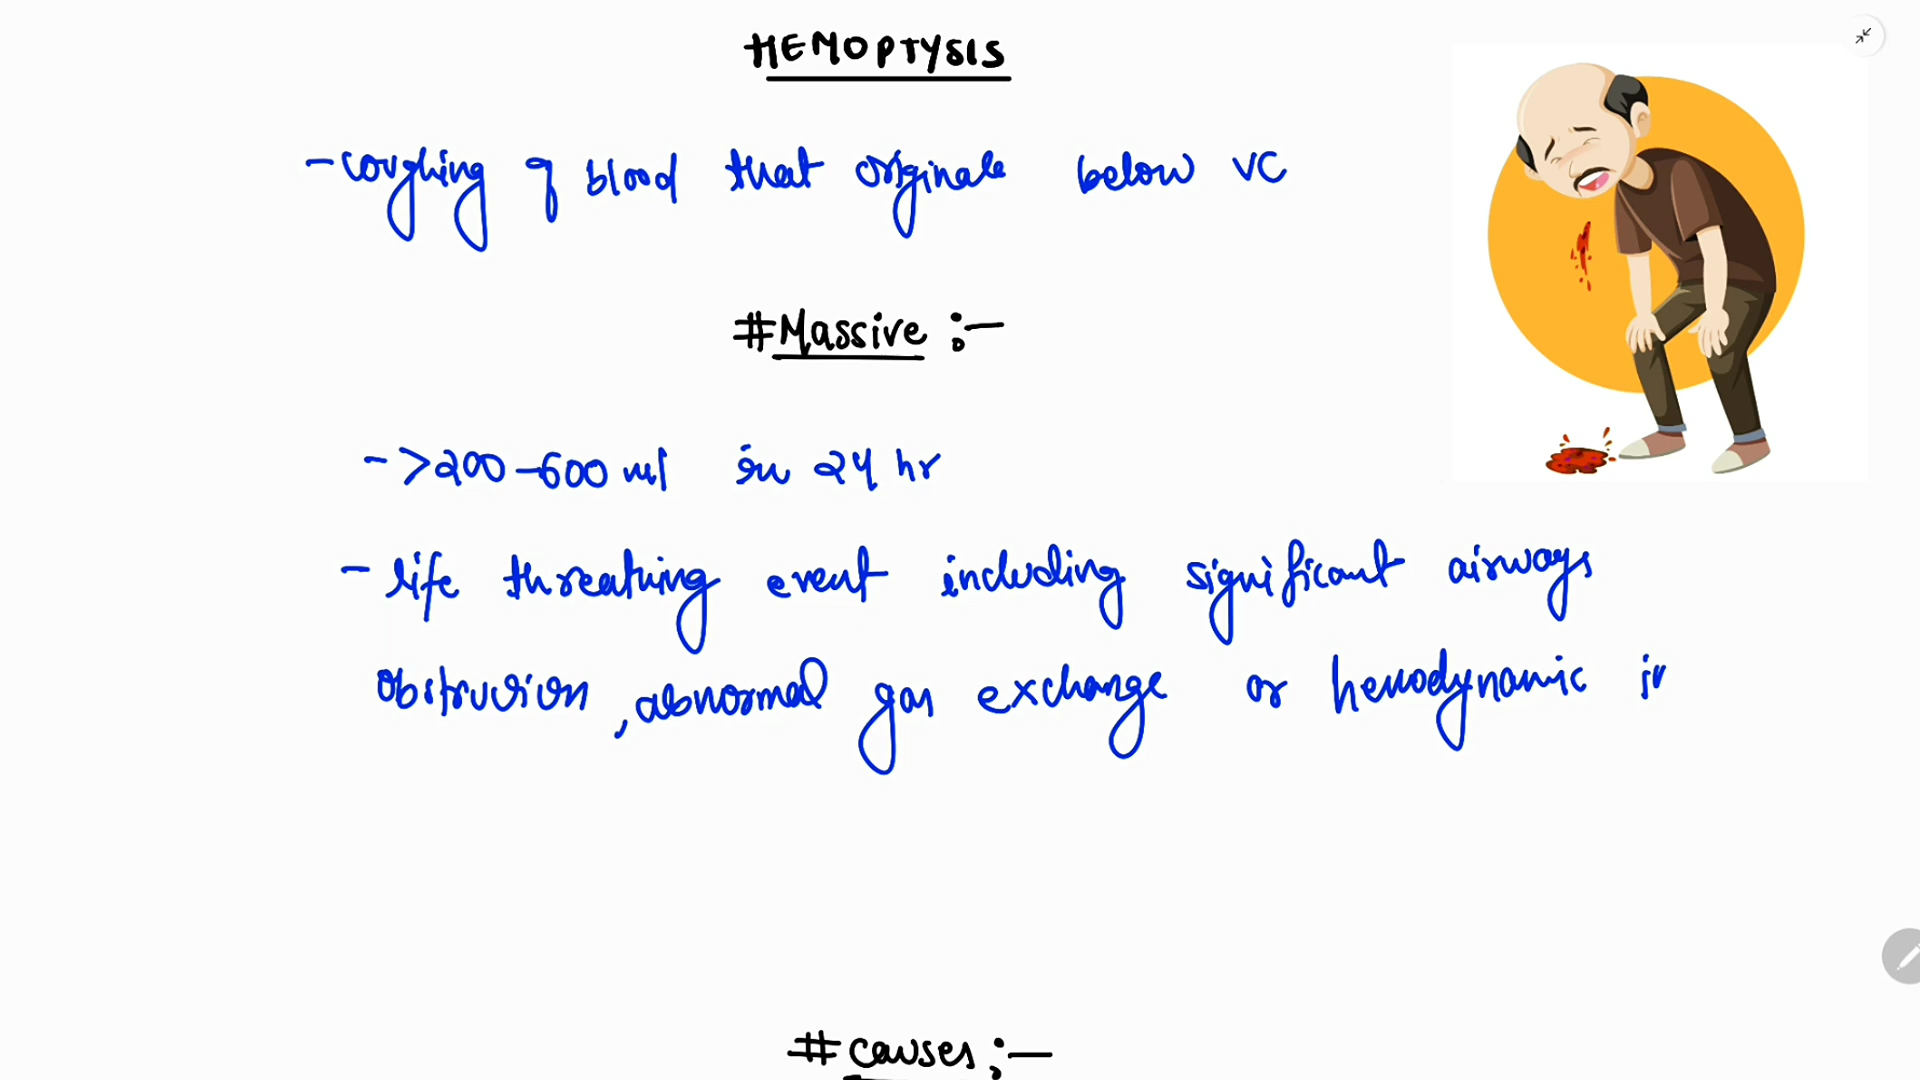 HEMOPTYSIS
- coughing of blood that originate below VC
#Massive :-
- >200-600 ml in 24 hr
- life threatning event including significant airways
obstruction, abnormal gas exchange or hemodynamic in
#causes :-